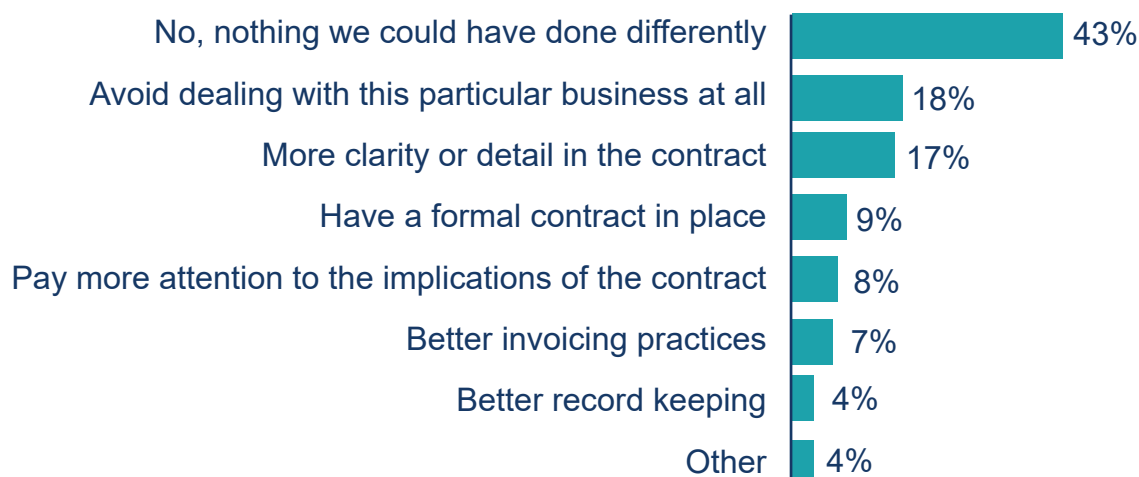 No, nothing we could have done differently 43%
Avoid dealing with this particular business at all 18%
More clarity or detail in the contract 17%
Have a formal contract in place 9%
Pay more attention to the implications of the contract 8%
Better invoicing practices 7%
Better record keeping 4%
Other 4%